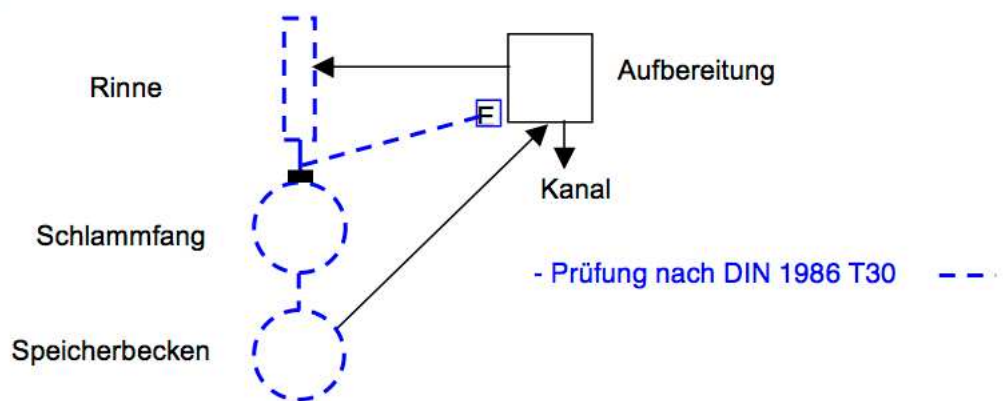 Rinne
Aufbereitung
F
Kanal
Schlammfang
- Prüfung nach DIN 1986 T30
Speicherbecken